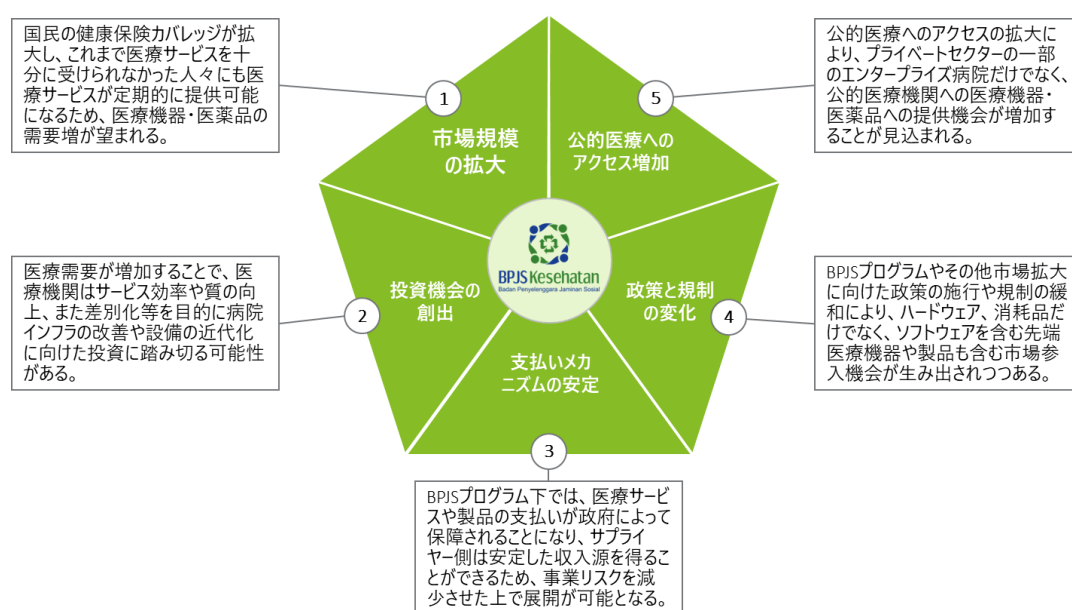 国民の健康保険カバレッジが拡
大し、これまで医療サービスを十
分に受けられなかった人々にも医
療サービスが定期的に提供可能
になるため、医療機器・医薬品の
需要増が望まれる。
1
市場規模
の拡大
5
公的医療への
アクセス増加
公的医療へのアクセスの拡大に
より、プライベートセクターの一部
のエンタープライズ病院だけでなく、
公的医療機関への医療機器・
医薬品への提供機会が増加す
ることが見込まれる。
BPJS Kesehatan
Badan Penyelenggara Jaminan Sosial
医療需要が増加することで、医
療機関はサービス効率や質の向
上、また差別化等を目的に病院
インフラの改善や設備の近代化
に向けた投資に踏み切る可能性
がある。
2
投資機会の
創出
政策と規制
の変化
4
BPJSプログラムやその他市場拡大
に向けた政策の施行や規制の緩
和により、ハードウェア、消耗品だ
けでなく、ソフトウェアを含む先端
医療機器や製品も含む市場参
入機会が生み出されつつある。
支払いメカ
ニズムの安定
3
BPJSプログラム下では、医療サービ
スや製品の支払いが政府によって
保障されることになり、サプライ
ヤー側は安定した収入源を得るこ
とができるため、事業リスクを減
少させた上で展開が可能となる。